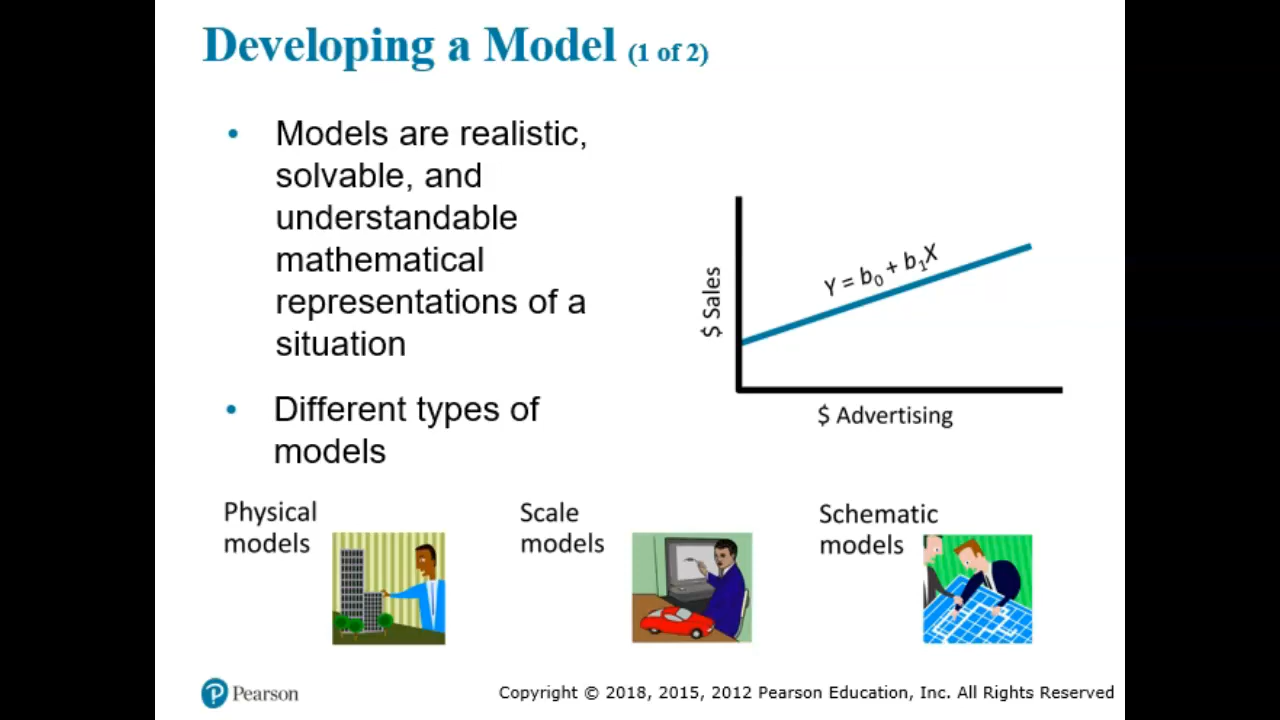 Developing a Model (1 of 2)
• Models are realistic,
solvable, and
understandable
mathematical
representations of a
situation
• Different types of
models
$ Sales
Y = b₀ + b₁X
$ Advertising
Physical
models
Scale
models
Schematic
models
P Pearson
Copyright © 2018, 2015, 2012 Pearson Education, Inc. All Rights Reserved